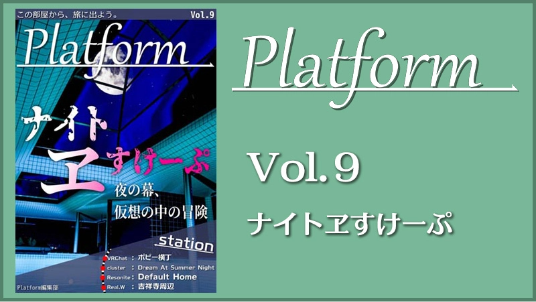 この部屋から、旅に出よう。 Vol.9
Platform
ナイト
ヱすけーぷ
夜の幕、
仮想の中の冒険
station
VRChat : ポピー横丁
cluster : Dream At Summer Night
Resonite : Default Home
Real.W : 吉祥寺周辺
Platform編集部
Platform
Vol.9
ナイトヱすけーぷ